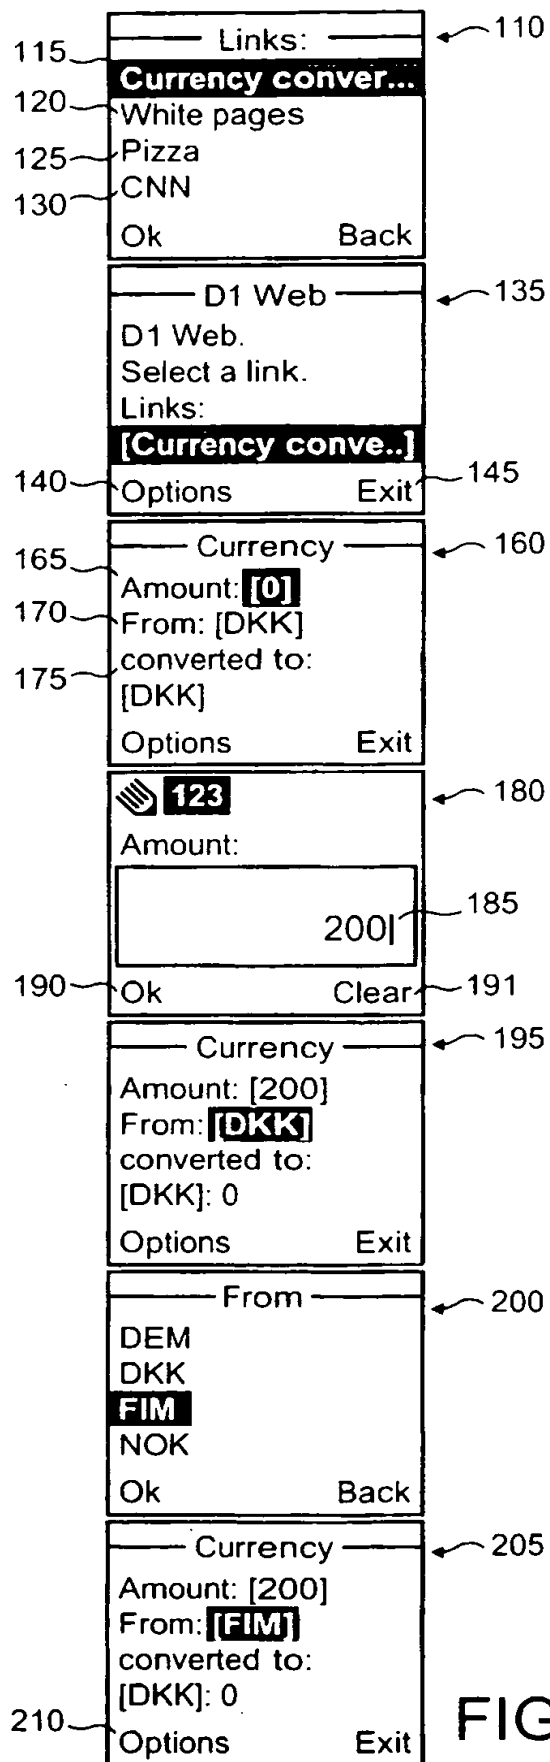 Links:
110
115
Currency conver...
120
White pages
125
Pizza
130
CNN
Ok Back
D1 Web
135
D1 Web.
Select a link.
Links:
[Currency conve..]
140
Options Exit
145
Currency
160
165
Amount: [0]
170
From: [DKK]
converted to:
175
[DKK]
Options Exit
123
180
Amount:
200
185
190
Ok Clear
191
Currency
195
Amount: [200]
From: [DKK]
converted to:
[DKK]: 0
Options Exit
From
200
DEM
DKK
FIM
NOK
Ok Back
Currency
205
Amount: [200]
From: [FIM]
converted to:
[DKK]: 0
210
Options Exit
FIG